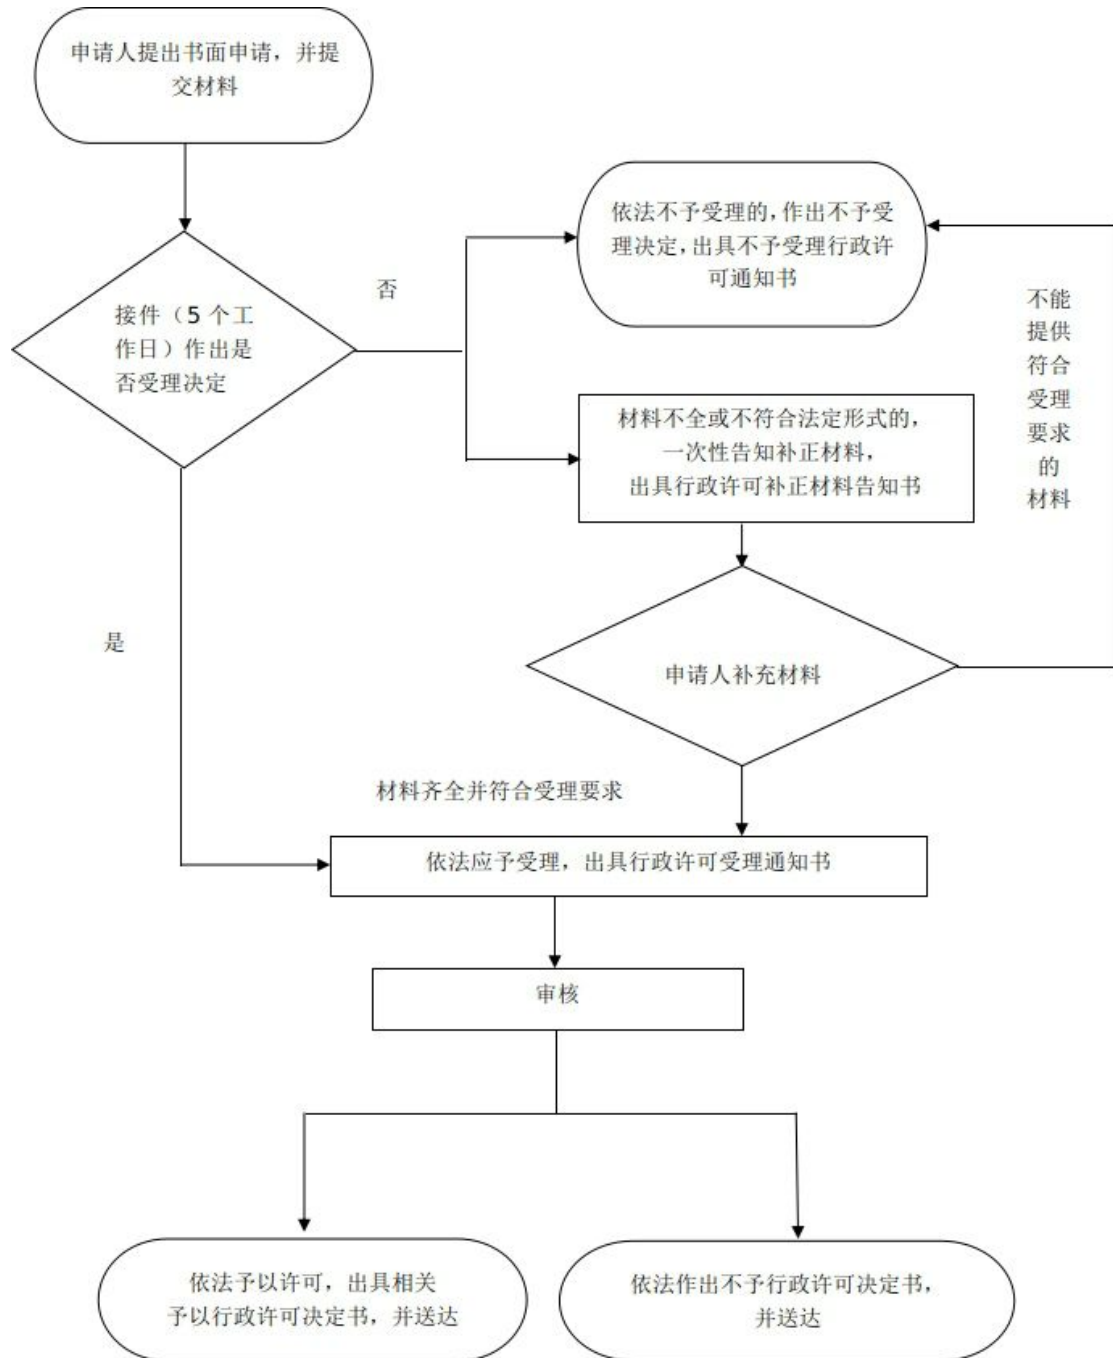 申请人提出书面申请，并提
交材料
依法不予受理的，作出不予受
理决定，出具不予受理行政许
可通知书
否
接件（5 个工
作日）作出是
否受理决定
不能
提供
符合
受理
要求
的
材料
材料不全或不符合法定形式的，
一次性告知补正材料，
出具行政许可补正材料告知书
是
申请人补充材料
材料齐全并符合受理要求
依法应予受理，出具行政许可受理通知书
审核
依法予以许可，出具相关
予以行政许可决定书，并送达
依法作出不予行政许可决定书，
并送达